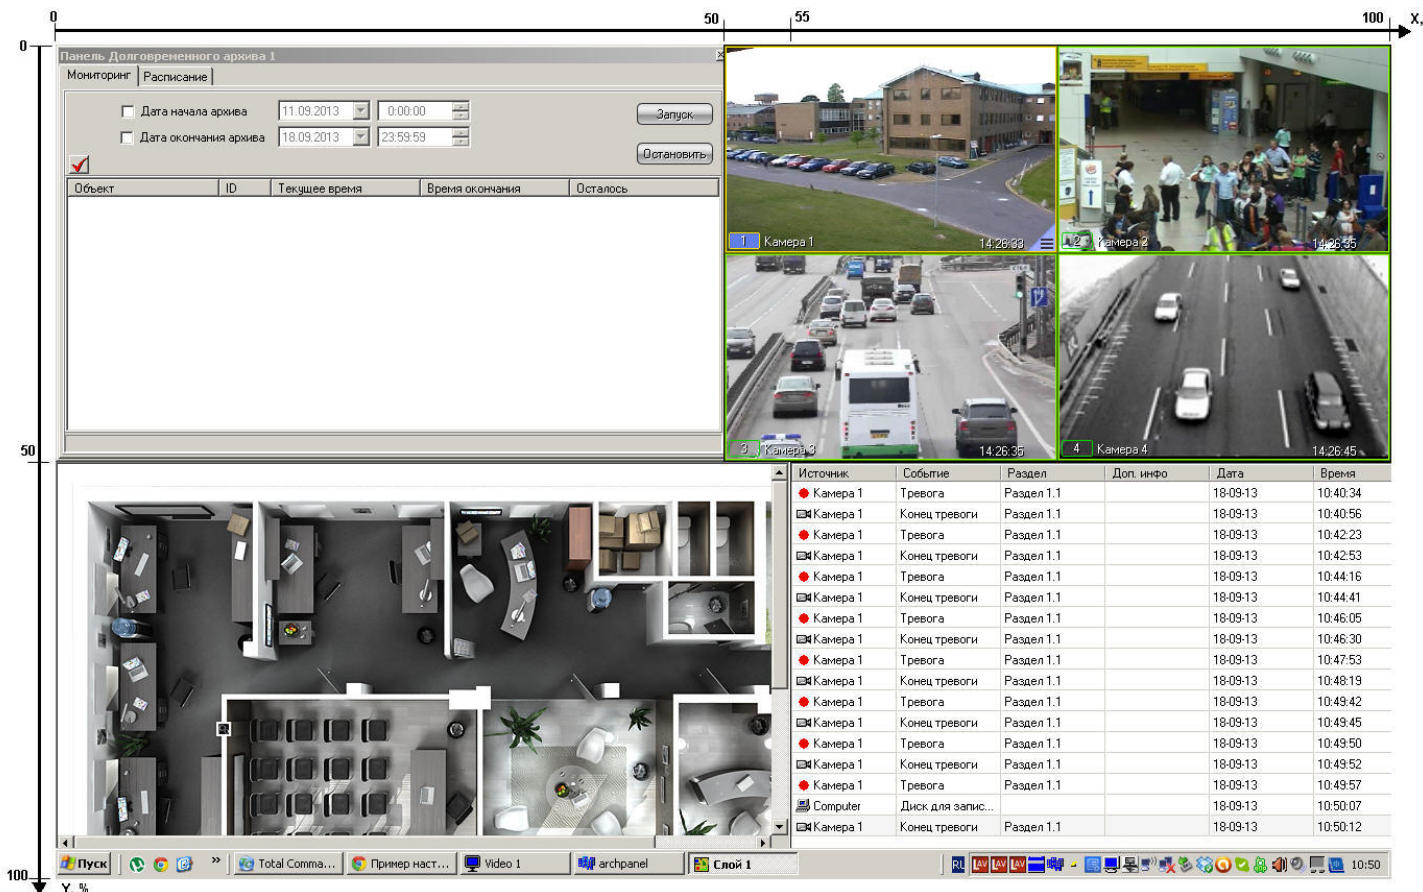 0 50 55 100 X,
0
Панель Долговременного архива 1
Мониторинг Расписание
Дата начала архива 11.09.2013 0:00:00 Запуск
Дата окончания архива 18.09.2013 23:59:59
Остановить
Объект ID Текущее время Время окончания Осталось
1 Камера 1 14:26:33
2 Камера 2 14:26:35
3 Камера 3 14:26:35
4 Камера 4 14:26:45
50
Источник Событие Раздел Доп. инфо Дата Время
Камера 1 Тревога Раздел 1.1 18-09-13 10:40:34
Камера 1 Конец тревоги Раздел 1.1 18-09-13 10:40:56
Камера 1 Тревога Раздел 1.1 18-09-13 10:42:23
Камера 1 Конец тревоги Раздел 1.1 18-09-13 10:42:53
Камера 1 Тревога Раздел 1.1 18-09-13 10:44:16
Камера 1 Конец тревоги Раздел 1.1 18-09-13 10:44:41
Камера 1 Тревога Раздел 1.1 18-09-13 10:46:05
Камера 1 Конец тревоги Раздел 1.1 18-09-13 10:46:30
Камера 1 Тревога Раздел 1.1 18-09-13 10:47:53
Камера 1 Конец тревоги Раздел 1.1 18-09-13 10:48:19
Камера 1 Тревога Раздел 1.1 18-09-13 10:49:42
Камера 1 Конец тревоги Раздел 1.1 18-09-13 10:49:45
Камера 1 Тревога Раздел 1.1 18-09-13 10:49:50
Камера 1 Конец тревоги Раздел 1.1 18-09-13 10:49:52
Камера 1 Тревога Раздел 1.1 18-09-13 10:49:57
Computer Диск для запис... 18-09-13 10:50:07
Камера 1 Конец тревоги Раздел 1.1 18-09-13 10:50:12
Пуск » Total Comma... Пример наст... Video 1 archpanel Слой 1 RL LAV LAV LAV 10:50
100
Y, %